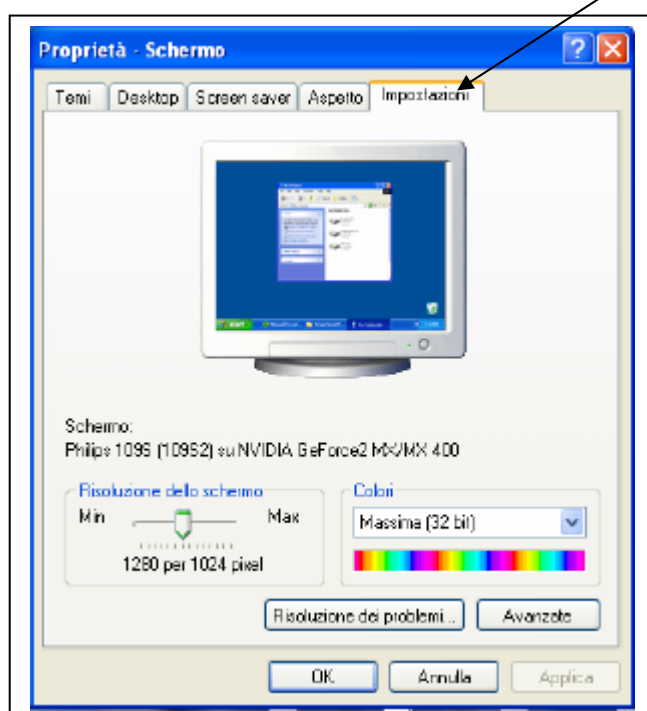 Proprietà - Schermo
Temi Desktop Screen saver Aspetto Impostazioni
Schermo:
Philips 109S (109S2) su NVIDIA GeForce2 MX/MX 400
Risoluzione dello schermo
Min Max
1280 per 1024 pixel
Colori
Massima (32 bit)
Risoluzione dei problemi... Avanzate
OK Annulla Applica